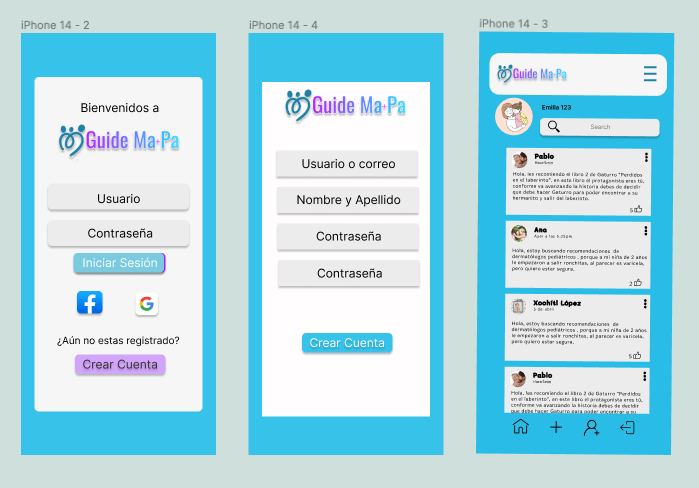 iPhone 14 - 2
Bienvenidos a
Guide Ma+Pa
Usuario
Contraseña
Iniciar Sesión
¿Aún no estas registrado?
Crear Cuenta
iPhone 14 - 4
Guide Ma+Pa
Usuario o correo
Nombre y Apellido
Contraseña
Contraseña
Crear Cuenta
iPhone 14 - 3
Guide Ma+Pa
Emilia 123
Search
Pablo
Hace5min
Hola, les recomiendo el libro 2 de Gaturro "Perdidos
en el laberinto", en este libro el protagonista eres tú,
conforme va avanzando la historia debes de decidir
que debe hacer Gaturro para poder encontrar a su
hermanito y salir del laberinto.
5
Ana
Ayer a las 5:25pm
Hola, estoy buscando recomendaciones de
dermatólogos pediátricos , porque a mi niña de 2 años
le empezaron a salir ronchitas, al parecer es varicela,
pero quiero estar segura.
2
Xochitl López
5 de abril
Hola, estoy buscando recomendaciones de
dermatólogos pediátricos , porque a mi niña de 2 años
le empezaron a salir ronchitas, al parecer es varicela,
pero quiero estar segura.
5
Pablo
Hace5min
Hola, les recomiendo el libro 2 de Gaturro "Perdidos
en el laberinto", en este libro el protagonista eres tú,
conforme va avanzando la historia debes de decidir
que debe hacer Gaturro para poder encontrar a su